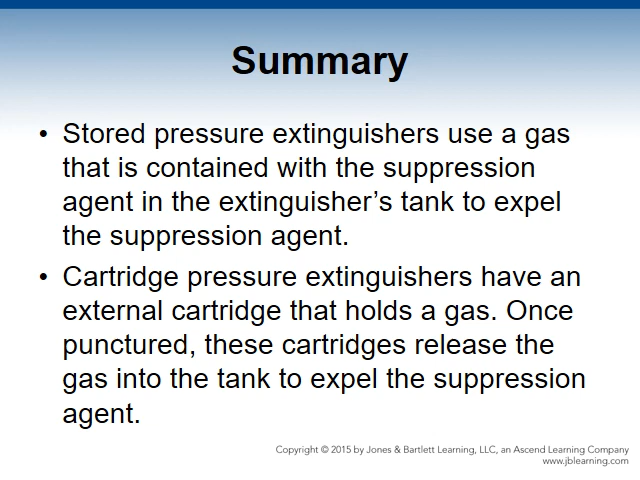 Summary
• Stored pressure extinguishers use a gas
that is contained with the suppression
agent in the extinguisher’s tank to expel
the suppression agent.
• Cartridge pressure extinguishers have an
external cartridge that holds a gas. Once
punctured, these cartridges release the
gas into the tank to expel the suppression
agent.
Copyright © 2015 by Jones & Bartlett Learning, LLC, an Ascend Learning Company
www.jblearning.com